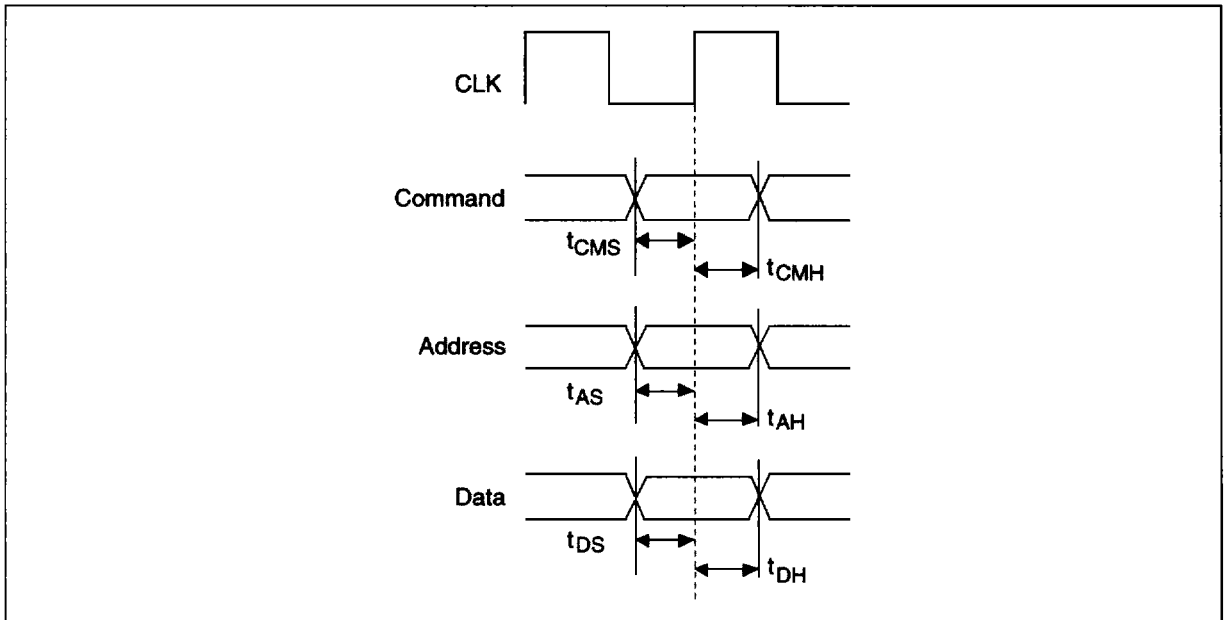 CLK
Command
tCMS
tCMH
Address
tAS
tAH
Data
tDS
tDH